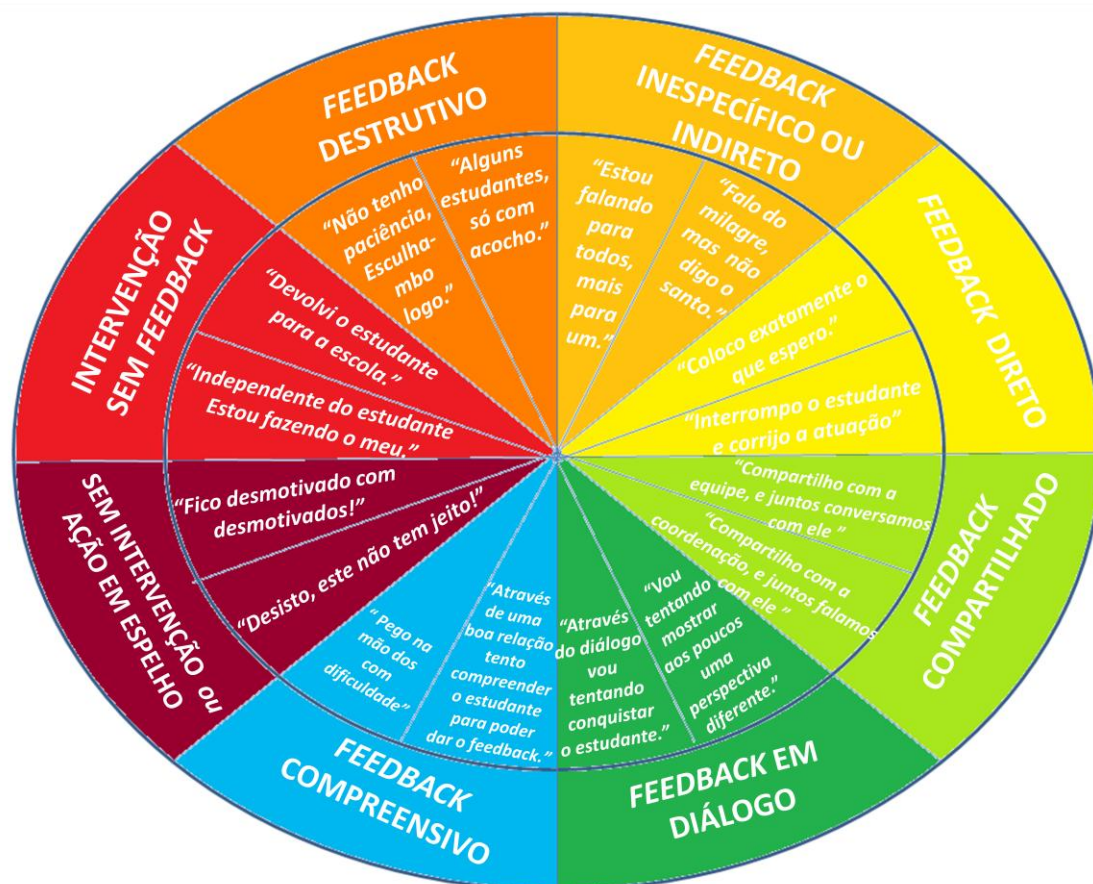 FEEDBACK
DESTRUTIVO
“Não tenho
paciência,
Esculha-
mbo
logo.”
“Alguns
estudantes,
só com
acocho.”
FEEDBACK
INESPECÍFICO OU
INDIRETO
“Estou
falando
para
todos,
mais
para
um.”
“Falo do
milagre,
mas não
digo o
santo.”
FEEDBACK DIRETO
“Coloco exatamente o
que espero.”
“Interrompo o estudante
e corrijo a atuação”
FEEDBACK
COMPARTILHADO
“Compartilho com a
equipe, e juntos conversamos
com ele ”
“Compartilho com a
coordenação, e juntos falamos
com ele ”
FEEDBACK EM
DIÁLOGO
“Vou
tentando
mostrar
aos poucos
uma
perspectiva
diferente.”
“Através
do diálogo
vou
tentando
conquistar
o estudante.”
FEEDBACK
COMPREENSIVO
“Através
de uma
boa relação
tento
compreender
o estudante
para poder
dar o feedback.”
“ Pego na
mão dos
com
dificuldade”
SEM INTERVENÇÃO ou
AÇÃO EM ESPELHO
“Desisto, este não tem jeito!”
“Fico desmotivado com
desmotivados!”
INTERVENÇÃO
SEM FEEDBACK
“Independente do estudante
Estou fazendo o meu.”
“Devolvi o estudante
para a escola.”